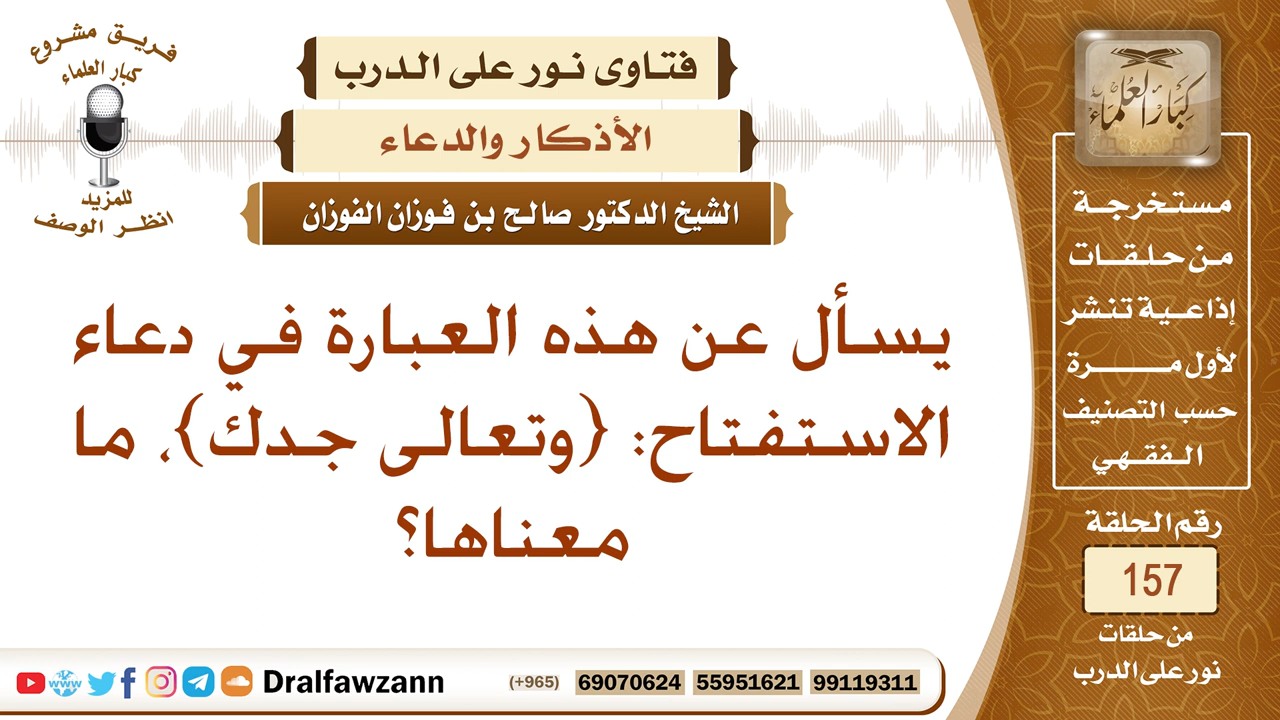 فريق مشروع
كبار العلماء
للمزيد
انظر الوصف
فتاوى نور على الدرب
الأذكار والدعاء
الشيخ الدكتور صالح بن فوزان الفوزان
يسأل عن هذه العبارة في دعاء
الاستفتاح: (وتعالى جدك)، ما
معناها؟
كبار العلماء
مستخرجة
من حلقات
إذاعية تنشر
لأول مرة
حسب التصنيف
الفقهي
رقم الحلقة
157
من حلقات
نور على الدرب
www
Dralfawzann
(+965) 69070624 55951621 99119311